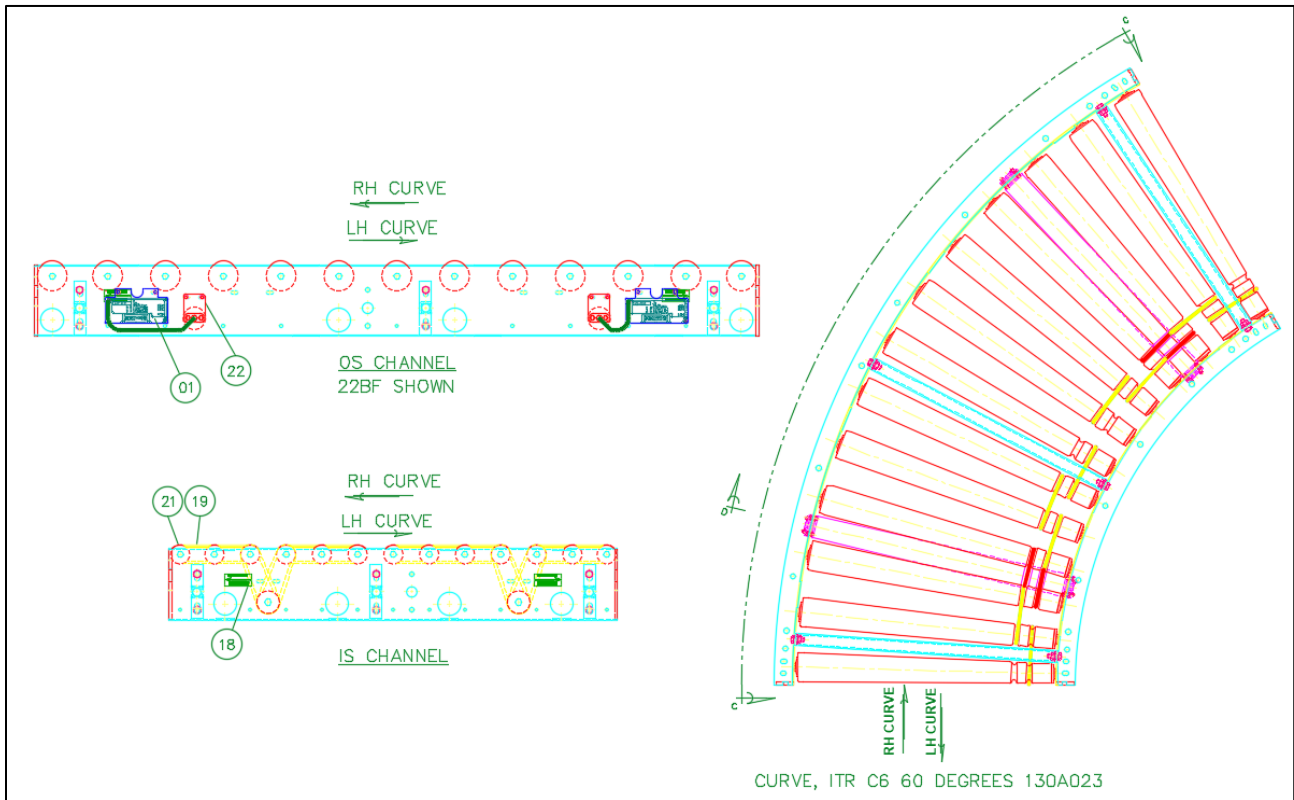 RH CURVE
LH CURVE
01
22
OS CHANNEL
22BF SHOWN
RH CURVE
LH CURVE
21
19
18
IS CHANNEL
C
D
C
RH CURVE
LH CURVE
CURVE, ITR C6 60 DEGREES 130A023